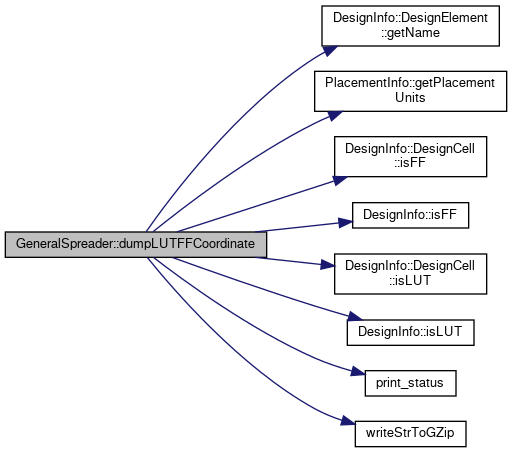 DesignInfo::DesignElement
::getName
PlacementInfo::getPlacement
Units
DesignInfo::DesignCell
::isFF
DesignInfo::isFF
GeneralSpreader::dumpLUTFFCoordinate
DesignInfo::DesignCell
::isLUT
DesignInfo::isLUT
print_status
writeStrToGZip